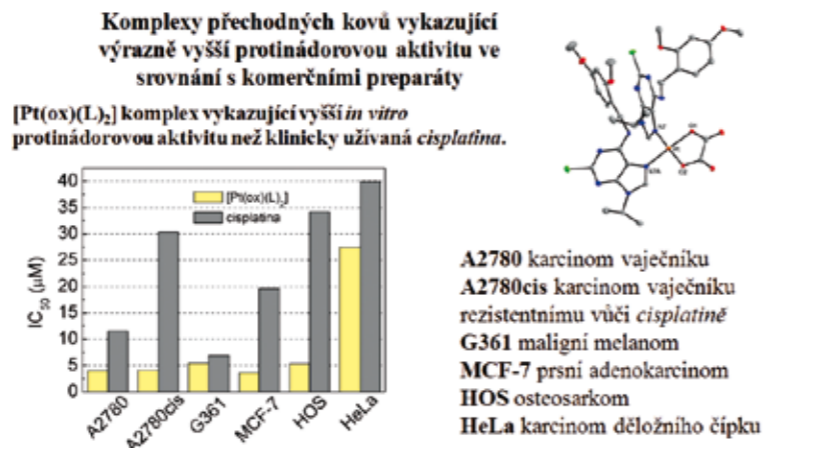 Komplexy přechodných kovů vykazující
výrazně vyšší protinádorovou aktivitu ve
srovnání s komerčními preparáty
[Pt(ox)(L)₂] komplex vykazující vyšší in vitro
protinádorovou aktivitu než klinicky užívaná cisplatina.
40
35
30
25
20
15
10
5
0
IC₅₀ (μM)
[Pt(ox)(L)₂]
cisplatina
A2780
A2780cis
G361
MCF-7
HOS
HeLa
A2780 karcinom vaječníku
A2780cis karcinom vaječníku
rezistentnímu vůči cisplatině
G361 maligní melanom
MCF-7 prsní adenokarcinom
HOS osteosarkom
HeLa karcinom děložního čípku